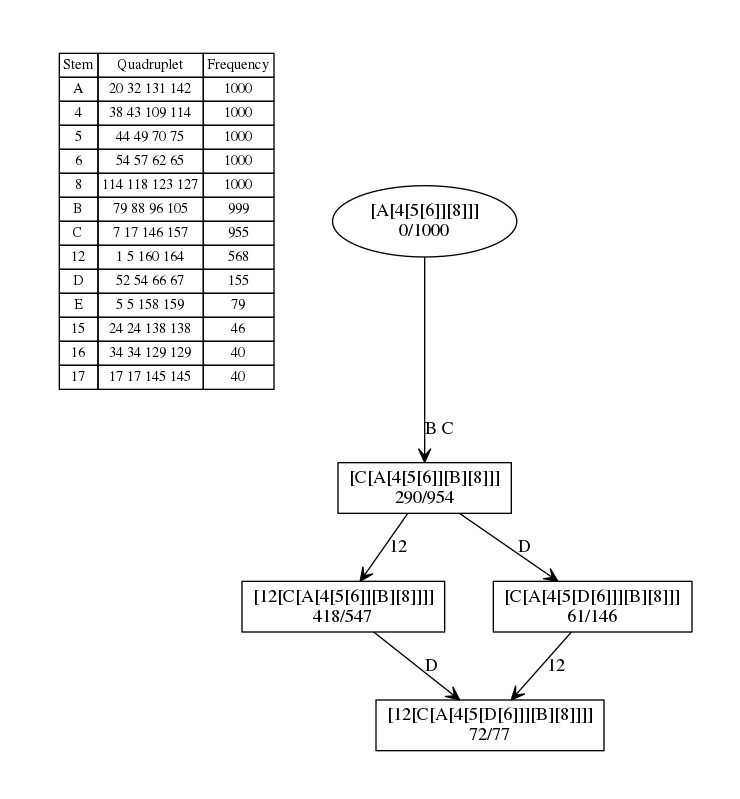 Stem Quadruplet Frequency
A 20 32 131 142 1000
4 38 43 109 114 1000
5 44 49 70 75 1000
6 54 57 62 65 1000
8 114 118 123 127 1000
B 79 88 96 105 999
C 7 17 146 157 955
12 1 5 160 164 568
D 52 54 66 67 155
E 5 5 158 159 79
15 24 24 138 138 46
16 34 34 129 129 40
17 17 17 145 145 40
[A[4[5[6]][8]]]
0/1000
B C
[C[A[4[5[6]][B][8]]]
290/954
12
D
[12[C[A[4[5[6]][B][8]]]]
418/547
[C[A[4[5[D[6]]][B][8]]]
61/146
D
12
[12[C[A[4[5[D[6]]][B][8]]]]
72/77